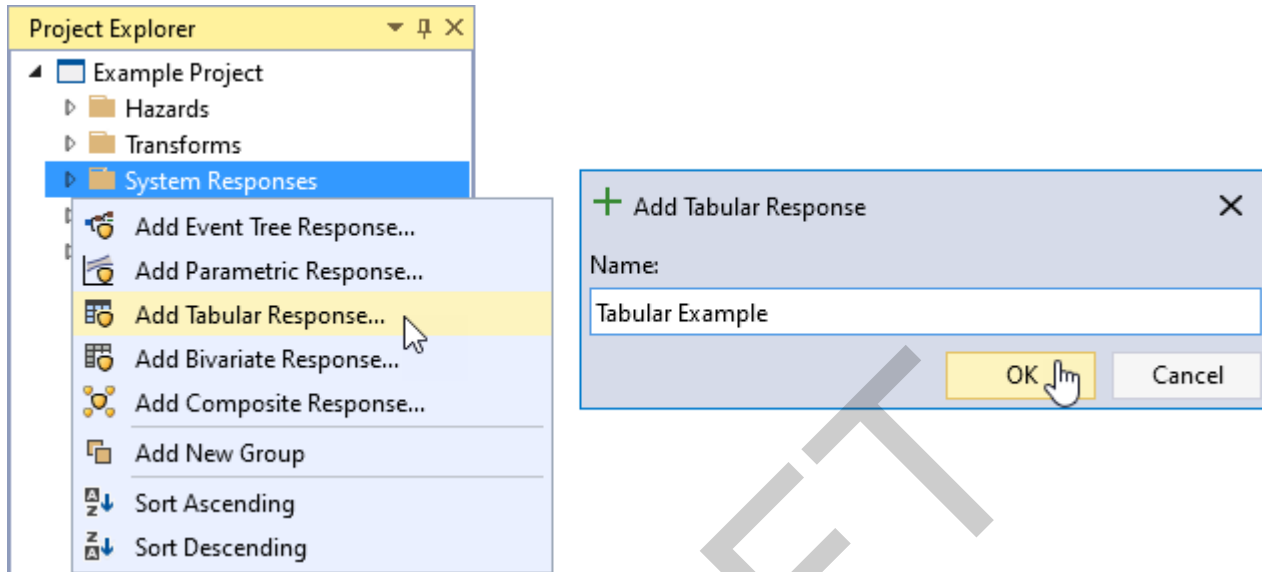 Project Explorer
Example Project
Hazards
Transforms
System Responses
Add Event Tree Response...
Add Parametric Response...
Add Tabular Response...
Add Bivariate Response...
Add Composite Response...
Add New Group
Sort Ascending
Sort Descending
Add Tabular Response
Name:
Tabular Example
OK
Cancel